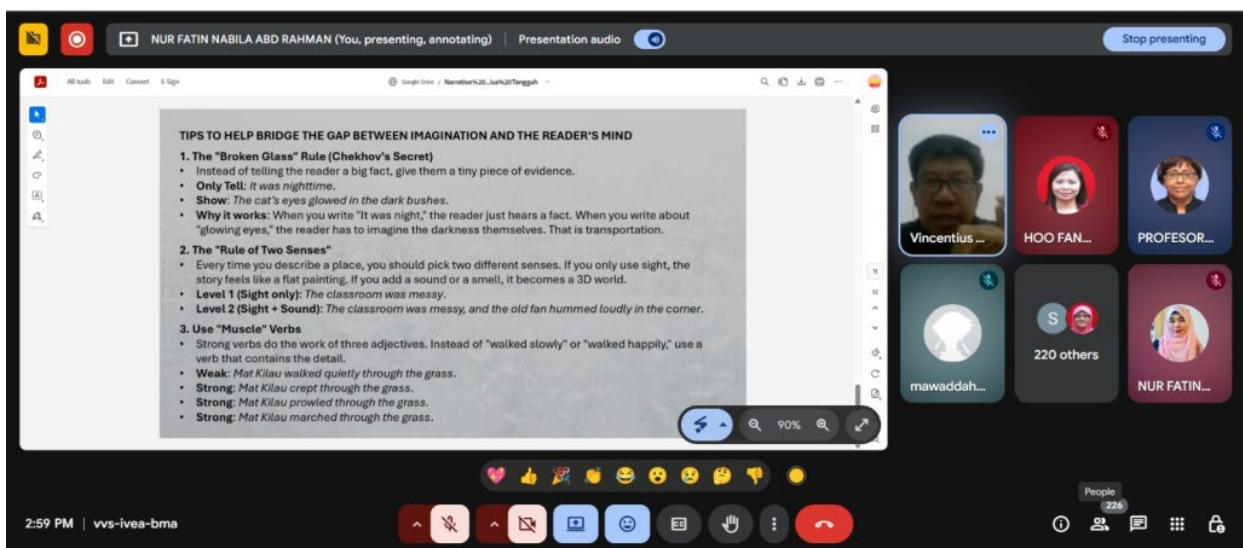 NUR FATIN NABILA ABD RAHMAN (You, presenting, annotating) | Presentation audio
Stop presenting
All tools Edit Convert E-Sign
Google Drive /
TIPS TO HELP BRIDGE THE GAP BETWEEN IMAGINATION AND THE READER'S MIND
1. The "Broken Glass" Rule (Chekhov's Secret)
• Instead of telling the reader a big fact, give them a tiny piece of evidence.
• Only Tell: It was nighttime.
• Show: The cat's eyes glowed in the dark bushes.
• Why it works: When you write "It was night," the reader just hears a fact. When you write about
"glowing eyes," the reader has to imagine the darkness themselves. That is transportation.
2. The "Rule of Two Senses"
• Every time you describe a place, you should pick two different senses. If you only use sight, the
story feels like a flat painting. If you add a sound or a smell, it becomes a 3D world.
• Level 1 (Sight only): The classroom was messy.
• Level 2 (Sight + Sound): The classroom was messy, and the old fan hummed loudly in the corner.
3. Use "Muscle" Verbs
• Strong verbs do the work of three adjectives. Instead of "walked slowly" or "walked happily," use a
verb that contains the detail.
• Weak: Mat Kilau walked quietly through the grass.
• Strong: Mat Kilau crept through the grass.
• Strong: Mat Kilau prowled through the grass.
• Strong: Mat Kilau marched through the grass.
11
12
90%
Vincentius ...
HOO FAN...
PROFESOR...
mawaddah...
S
220 others
NUR FATIN...
2:59 PM | vvs-ivea-bma
CC
People
226